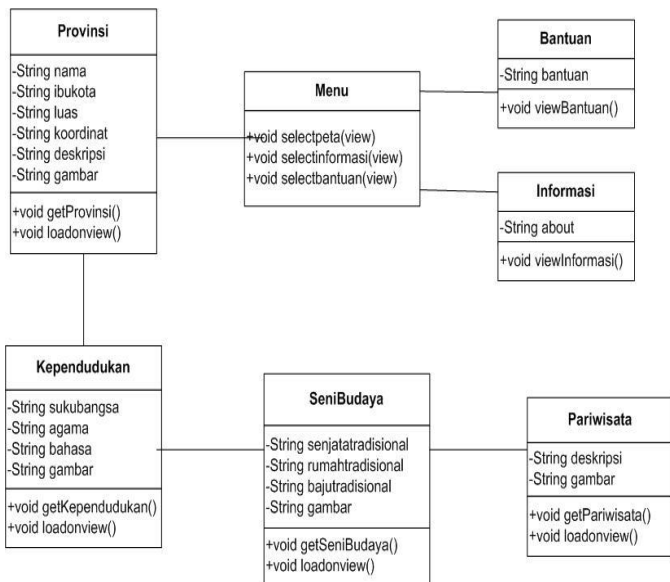 Provinsi
-String nama
-String ibukota
-String luas
-String koordinat
-String deskripsi
-String gambar
+void getProvinsi()
+void loadonview()
Menu
+void selectpeta(view)
+void selectinformasi(view)
+void selectbantuan(view)
Bantuan
-String bantuan
+void viewBantuan()
Informasi
-String about
+void viewInformasi()
Kependudukan
-String sukubangsa
-String agama
-String bahasa
-String gambar
+void getKependudukan()
+void loadonview()
SeniBudaya
-String senjatatradisional
-String rumahtradisional
-String bajutradisional
-String gambar
+void getSeniBudaya()
+void loadonview()
Pariwisata
-String deskripsi
-String gambar
+void getPariwisata()
+void loadonview()